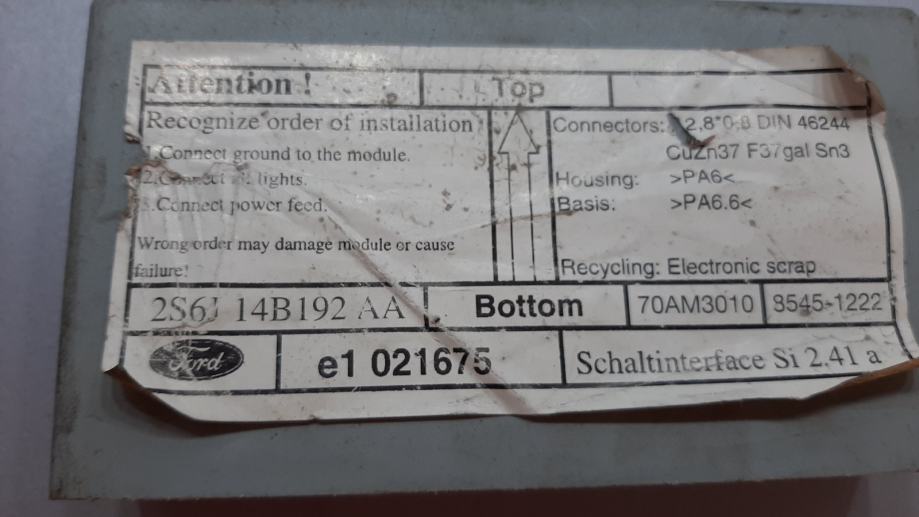 Attention !
Top
Recognize order of installation
1.Connect ground to the module.
2.Connect all lights.
3.Connect power feed.
Wrong order may damage module or cause
failure!
Connectors: 2,8*0,8 DIN 46244
CuZn37 F37gal Sn3
Housing: >PA6<
Basis: >PA6.6<
Recycling: Electronic scrap
2S6J 14B192 AA
Bottom
70AM3010
8545-1222
Ford
e1 021675
Schaltinterface Si 2.41 a